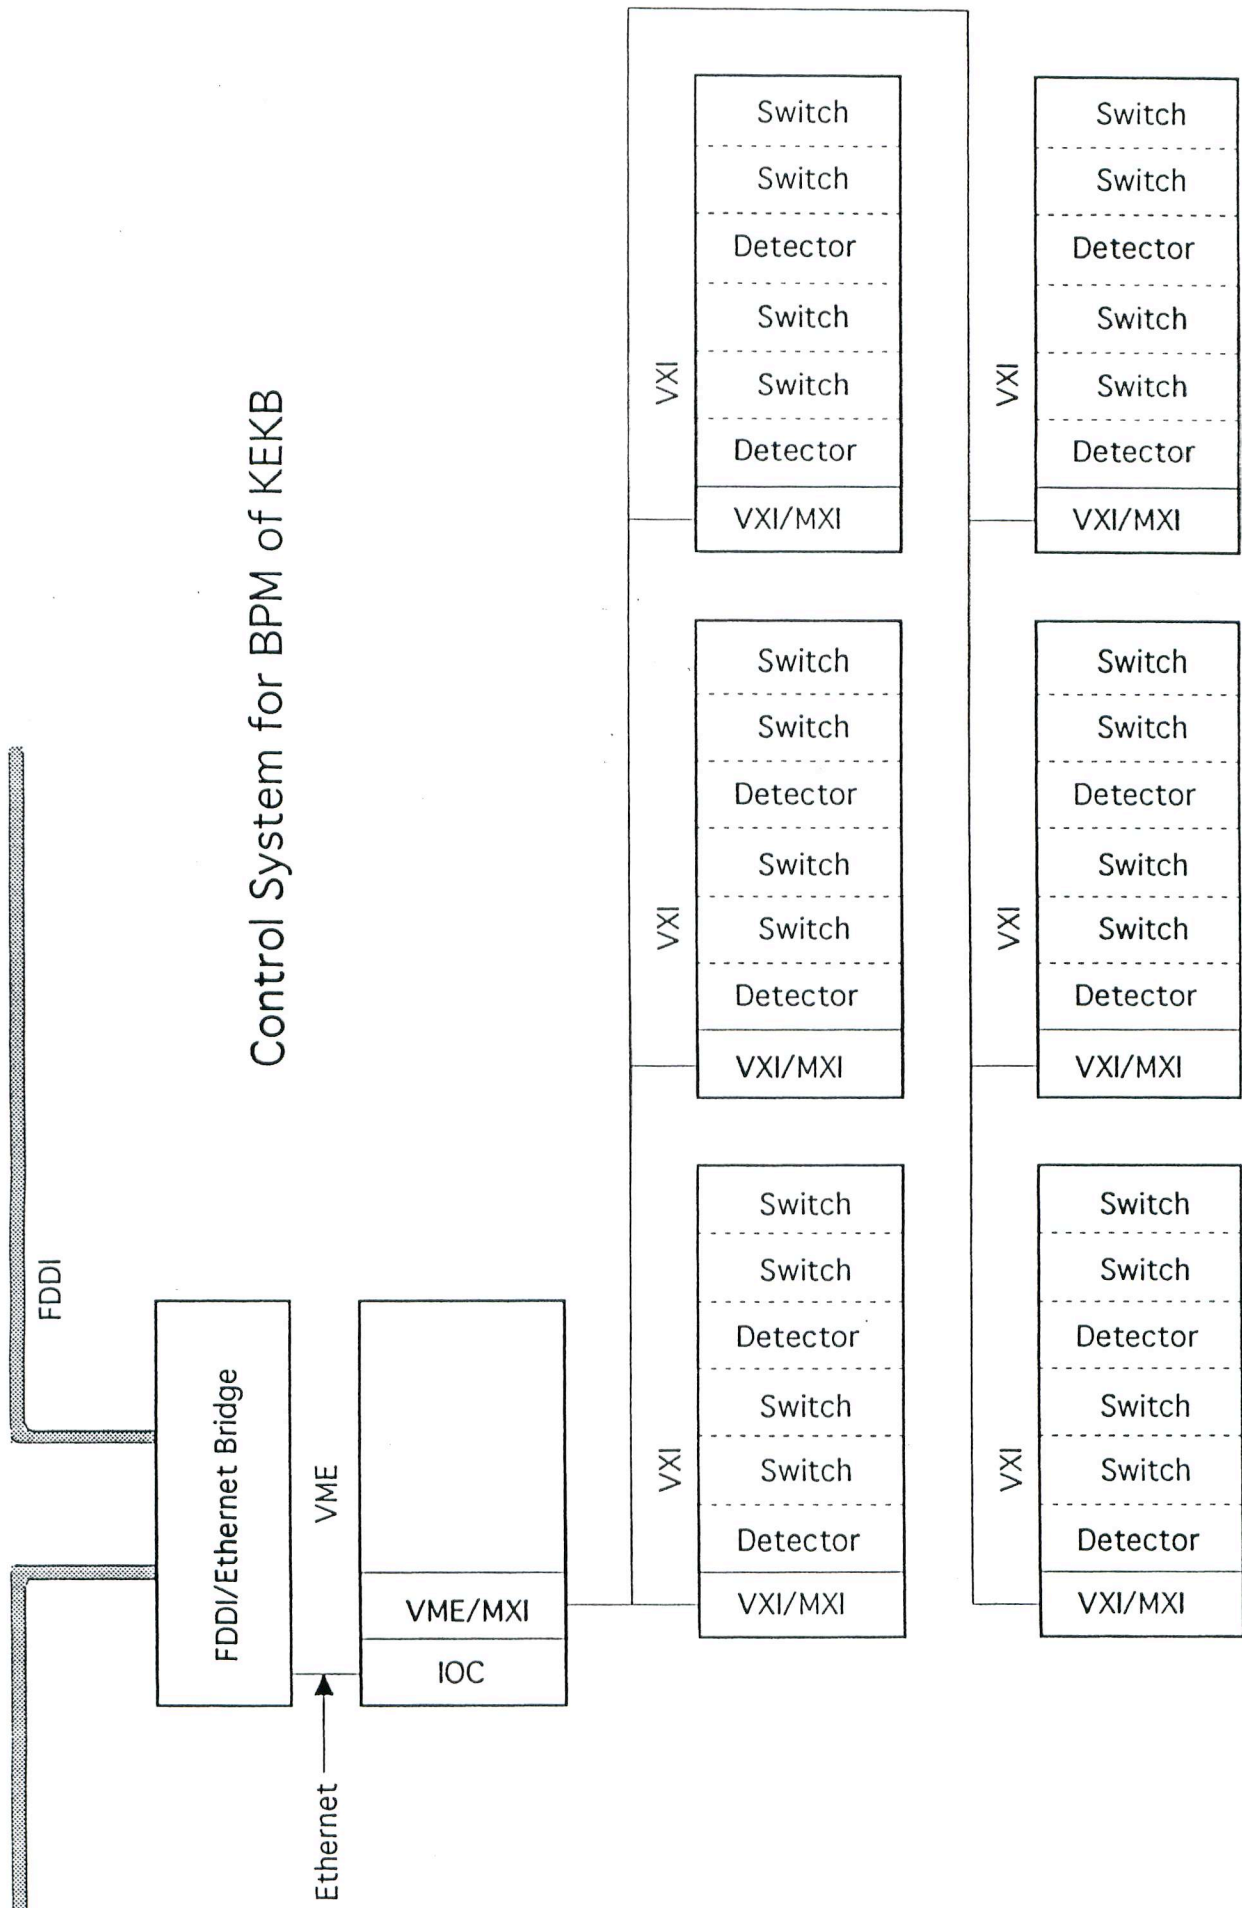 Control System for BPM of KEKB
FDDI
FDDI/Ethernet Bridge
Ethernet
VME
IOC
VME/MXI
VXI
Switch
Switch
Detector
Switch
Switch
Detector
VXI/MXI
VXI
Switch
Switch
Detector
Switch
Switch
Detector
VXI/MXI
VXI
Switch
Switch
Detector
Switch
Switch
Detector
VXI/MXI
VXI
Switch
Switch
Detector
Switch
Switch
Detector
VXI/MXI
VXI
Switch
Switch
Detector
Switch
Switch
Detector
VXI/MXI
VXI
Switch
Switch
Detector
Switch
Switch
Detector
VXI/MXI